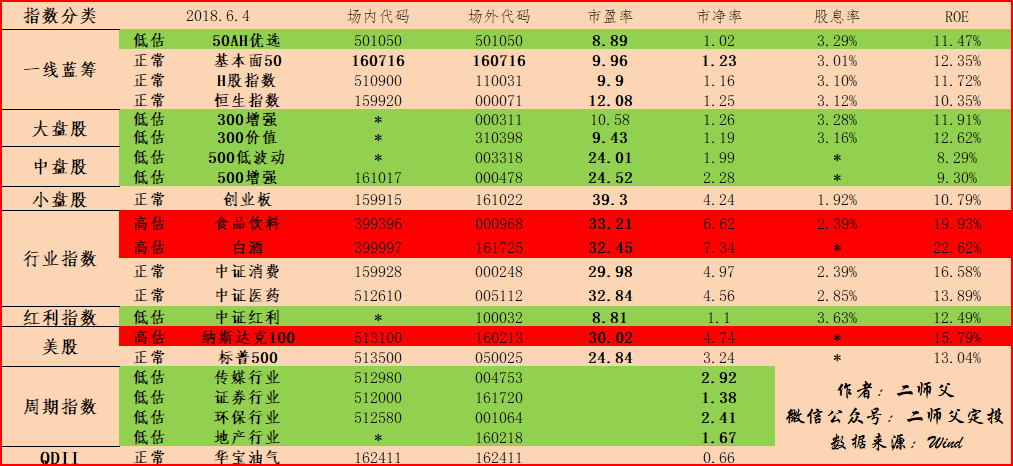 指数分类 2018.6.4 场内代码 场外代码 市盈率 市净率 股息率 ROE
一线蓝筹
低估 50AH优选 501050 501050 8.89 1.02 3.29% 11.47%
正常 基本面50 160716 160716 9.96 1.23 3.01% 12.35%
正常 H股指数 510900 110031 9.9 1.16 3.10% 11.72%
正常 恒生指数 159920 000071 12.08 1.25 3.12% 10.35%
大盘股
低估 300增强 * 000311 10.58 1.26 3.28% 11.91%
低估 300价值 * 310398 9.43 1.19 3.16% 12.62%
中盘股
低估 500低波动 * 003318 24.01 1.99 * 8.29%
低估 500增强 161017 000478 24.52 2.28 * 9.30%
小盘股 正常 创业板 159915 161022 39.3 4.24 1.92% 10.79%
行业指数
高估 食品饮料 399396 000968 33.21 6.62 2.39% 19.93%
高估 白酒 399997 161725 32.45 7.34 * 22.62%
正常 中证消费 159928 000248 29.98 4.97 2.39% 16.58%
正常 中证医药 512610 005112 32.84 4.56 2.85% 13.89%
红利指数 低估 中证红利 * 100032 8.81 1.1 3.63% 12.49%
美股
高估 纳斯达克100 513100 160213 30.02 4.74 * 15.79%
正常 标普500 513500 050025 24.84 3.24 * 13.04%
周期指数
低估 传媒行业 512980 004753 2.92
低估 证券行业 512000 161720 1.38
低估 环保行业 512580 001064 2.41
低估 地产行业 * 160218 1.67
QDII 正常 华宝油气 162411 162411 0.66
作者：二师父
微信公众号：二师父定投
数据来源：Wind